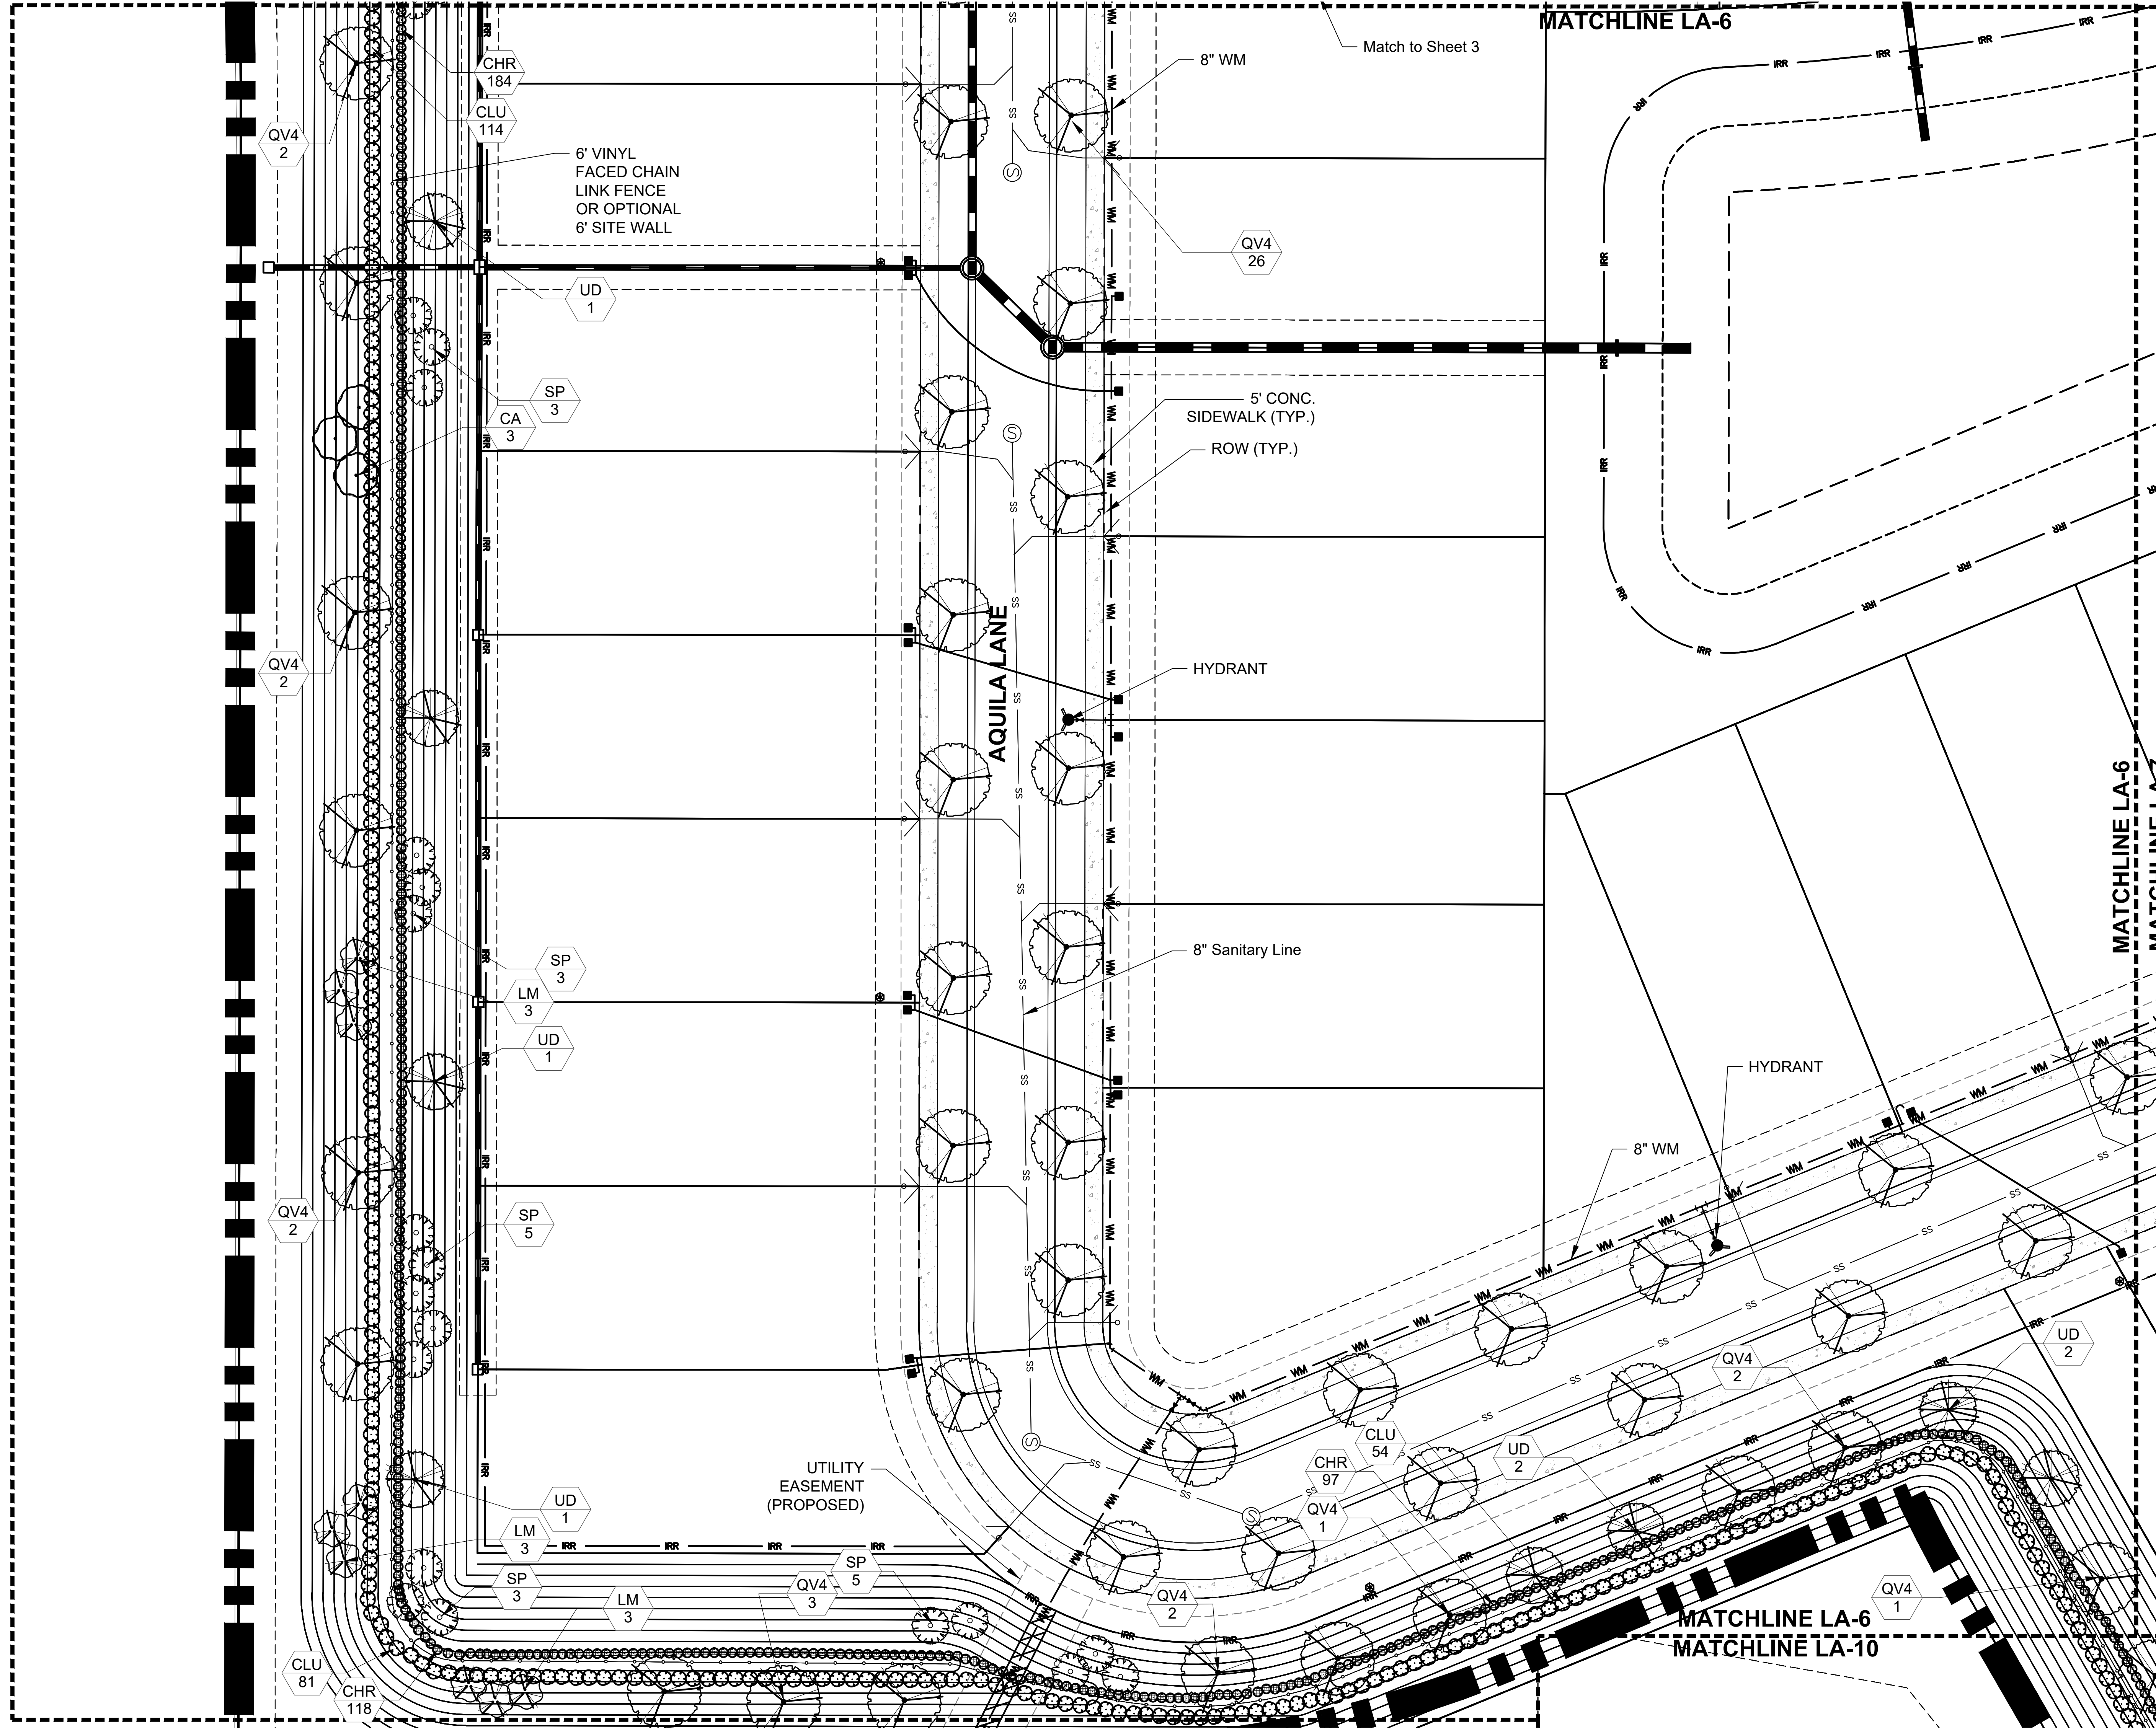 MATCHLINE LA-6
Match to Sheet 3
8" WM
CHR
184
CLU
114
QV4
2
6' VINYL
FACED CHAIN
LINK FENCE
OR OPTIONAL
6' SITE WALL
QV4
26
UD
1
SP
3
CA
3
5' CONC.
SIDEWALK (TYP.)
ROW (TYP.)
QV4
2
AQUILA LANE
HYDRANT
MATCHLINE LA-6
8" Sanitary Line
SP
3
LM
3
UD
1
HYDRANT
8" WM
QV4
2
SP
5
UD
2
QV4
2
CLU
54
UD
2
CHR
97
UTILITY
EASEMENT
(PROPOSED)
QV4
1
UD
1
LM
3
SP
5
SP
3
QV4
3
LM
3
QV4
2
QV4
1
MATCHLINE LA-6
MATCHLINE LA-10
CLU
81
CHR
118
IRR
WM
SS
S